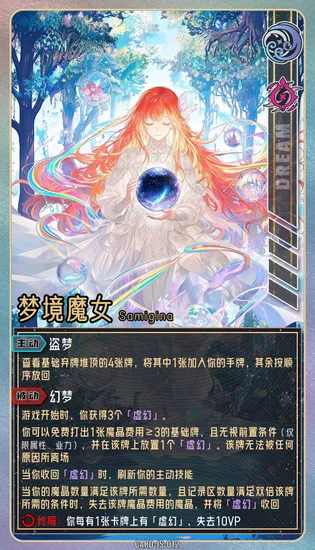 DREAM
梦境魔女 Samigina
主动 盗梦
查看基础弃牌堆顶的4张牌，将其中1张加入你的手牌，其余按顺
序放回
被动 幻梦
游戏开始时，你获得3个「虚幻」。
你可以免费打出1张魔晶费用≥3的基础牌，且无视前置条件（仅
限属性、业力），并在该牌上放置1个「虚幻」。该牌无法被任何
原因所离场
当你收回「虚幻」时，刷新你的主动技能
当你的魔晶数量满足该牌所需数量，且记录区数量满足双倍该牌
所需的条件时，失去该牌魔晶费用的魔晶，并将「虚幻」收回
终局 你每有1张卡牌上有「虚幻」，失去10VP
CARD.IS-012